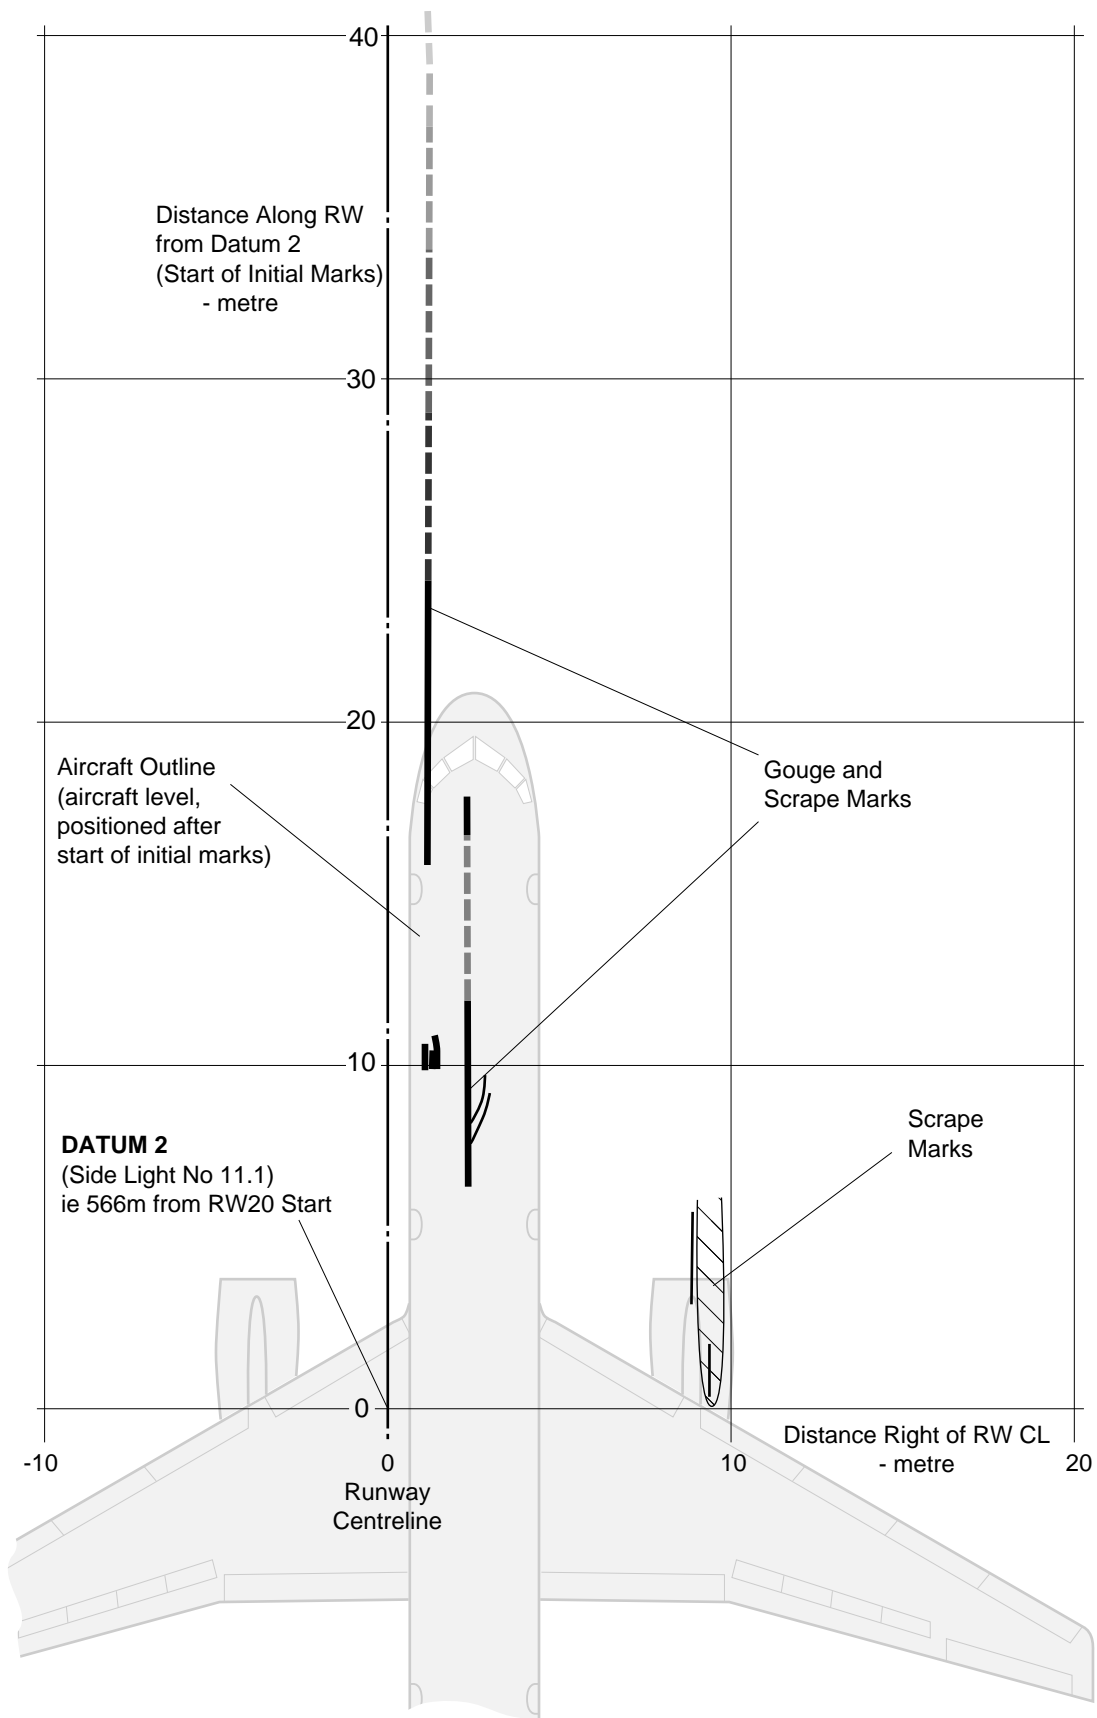 40
Distance Along RW
from Datum 2
(Start of Initial Marks)
- metre
30
20
Aircraft Outline
(aircraft level,
positioned after
start of initial marks)
Gouge and
Scrape Marks
10
DATUM 2
(Side Light No 11.1)
ie 566m from RW20 Start
Scrape
Marks
0
Distance Right of RW CL
- metre
-10
0
10
20
Runway
Centreline